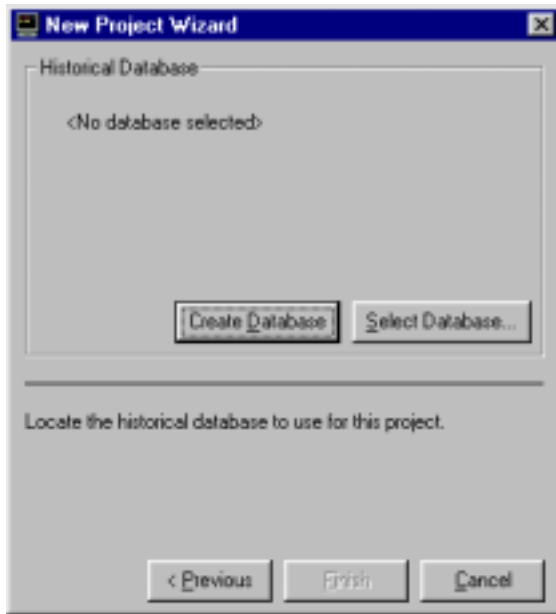 New Project Wizard
Historical Database
<No database selected>
Create Database
Select Database...
Locate the historical database to use for this project.
< Previous
Finish
Cancel